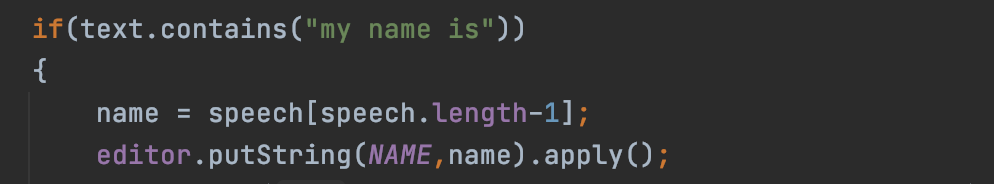 if(text.contains("my name is"))
{
name = speech[speech.length-1];
editor.putString(NAME,name).apply();